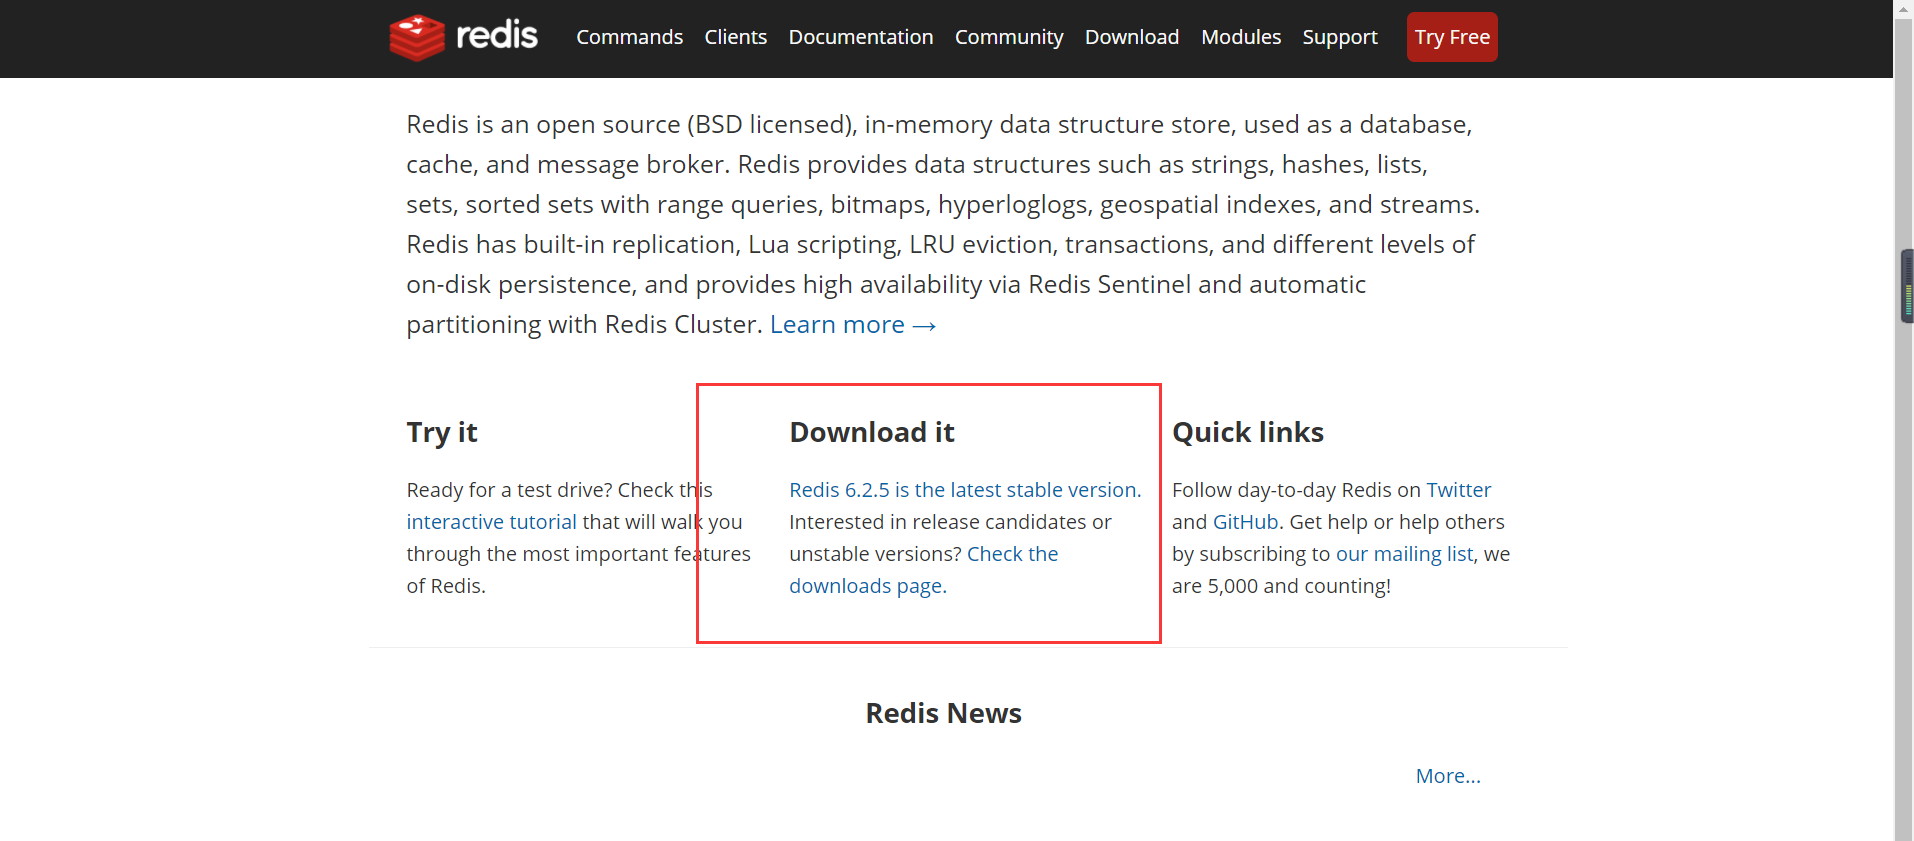 redis Commands Clients Documentation Community Download Modules Support Try Free
Redis is an open source (BSD licensed), in-memory data structure store, used as a database,
cache, and message broker. Redis provides data structures such as strings, hashes, lists,
sets, sorted sets with range queries, bitmaps, hyperloglogs, geospatial indexes, and streams.
Redis has built-in replication, Lua scripting, LRU eviction, transactions, and different levels of
on-disk persistence, and provides high availability via Redis Sentinel and automatic
partitioning with Redis Cluster. Learn more →
Try it
Ready for a test drive? Check this
interactive tutorial that will walk you
through the most important features
of Redis.
Download it
Redis 6.2.5 is the latest stable version.
Interested in release candidates or
unstable versions? Check the
downloads page.
Quick links
Follow day-to-day Redis on Twitter
and GitHub. Get help or help others
by subscribing to our mailing list, we
are 5,000 and counting!
Redis News
More...